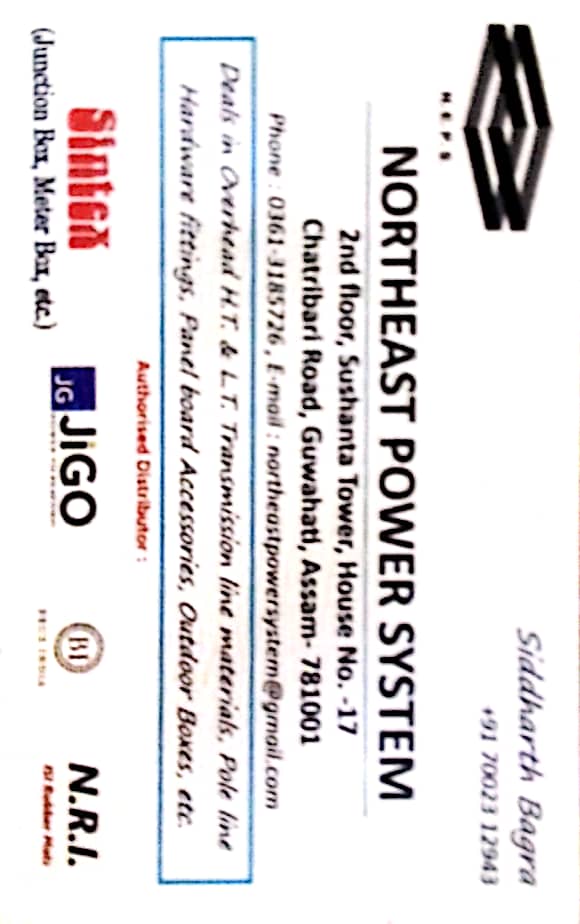 Siddharth Bagra
+91 70023 12943
N.E.P.S
NORTHEAST POWER SYSTEM
2nd floor, Sushanta Tower, House No. -17
Chatribari Road, Guwahati, Assam- 781001
Phone : 0361-3185726 , E-mail : northeastpowersystem@gmail.com
Deals in Overhead H.T. & L.T. Transmission line materials, Pole line
Hardware fittings, Panel board Accessories, Outdoor Boxes, etc.
Authorised Distributor :
Sintex
(Junction Box, Meter Box, etc.)
JG JiGO
BI
INDIA
N.R.I.
ISI Rubber Mats